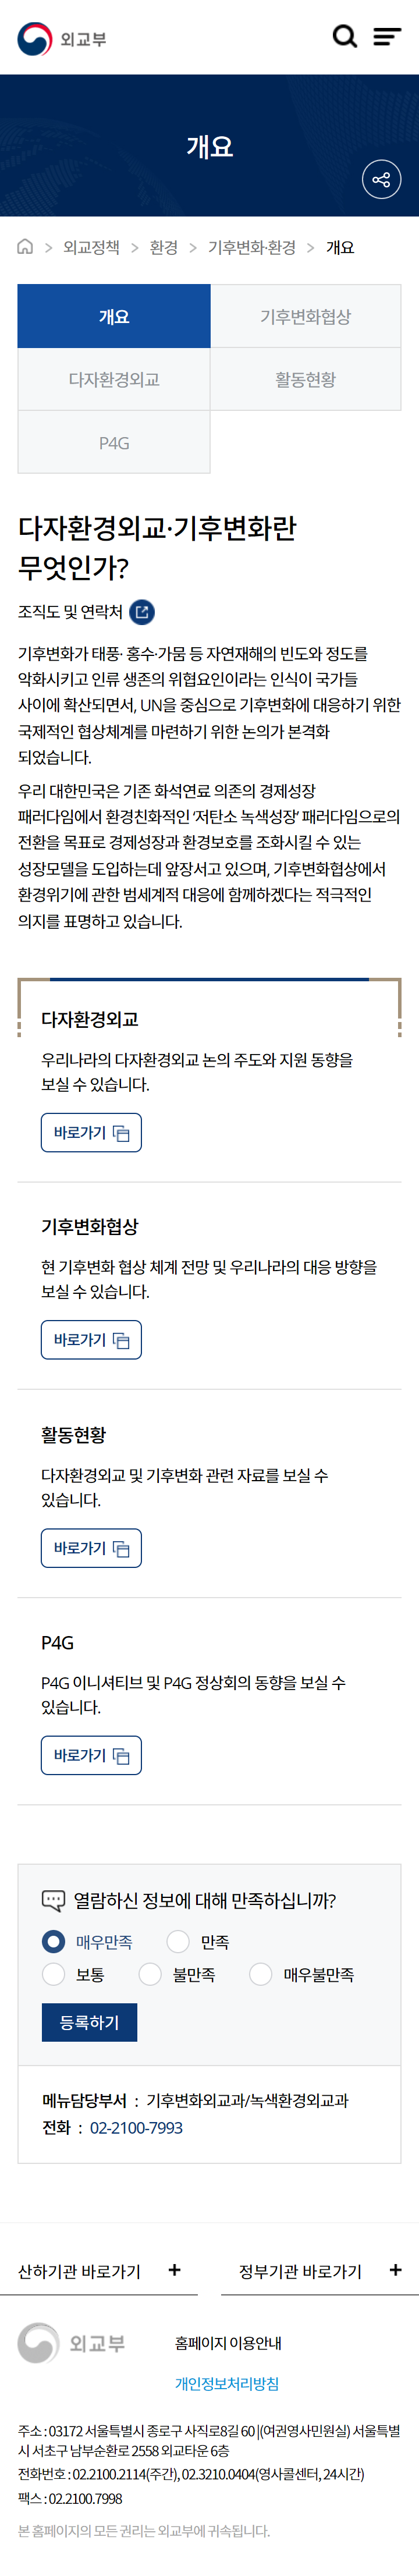 외교부
개요
외교정책 > 환경 > 기후변화·환경 > 개요
개요
기후변화협상
다자환경외교
활동현황
P4G
다자환경외교·기후변화란
무엇인가?
조직도 및 연락처
기후변화가 태풍· 홍수·가뭄 등 자연재해의 빈도와 정도를
악화시키고 인류 생존의 위협요인이라는 인식이 국가들
사이에 확산되면서, UN을 중심으로 기후변화에 대응하기 위한
국제적인 협상체계를 마련하기 위한 논의가 본격화
되었습니다.
우리 대한민국은 기존 화석연료 의존의 경제성장
패러다임에서 환경친화적인 ‘저탄소 녹색성장’ 패러다임으로의
전환을 목표로 경제성장과 환경보호를 조화시킬 수 있는
성장모델을 도입하는데 앞장서고 있으며, 기후변화협상에서
환경위기에 관한 범세계적 대응에 함께하겠다는 적극적인
의지를 표명하고 있습니다.
다자환경외교
우리나라의 다자환경외교 논의 주도와 지원 동향을
보실 수 있습니다.
바로가기
기후변화협상
현 기후변화 협상 체계 전망 및 우리나라의 대응 방향을
보실 수 있습니다.
바로가기
활동현황
다자환경외교 및 기후변화 관련 자료를 보실 수
있습니다.
바로가기
P4G
P4G 이니셔티브 및 P4G 정상회의 동향을 보실 수
있습니다.
바로가기
열람하신 정보에 대해 만족하십니까?
매우만족 만족
보통 불만족 매우불만족
등록하기
메뉴담당부서 : 기후변화외교과/녹색환경외교과
전화 : 02-2100-7993
산하기관 바로가기 +
정부기관 바로가기 +
외교부
홈페이지 이용안내
개인정보처리방침
주소 : 03172 서울특별시 종로구 사직로8길 60 |(여권영사민원실) 서울특별
시 서초구 남부순환로 2558 외교타운 6층
전화번호 : 02.2100.2114(주간), 02.3210.0404(영사콜센터, 24시간)
팩스 : 02.2100.7998
본 홈페이지의 모든 권리는 외교부에 귀속됩니다.